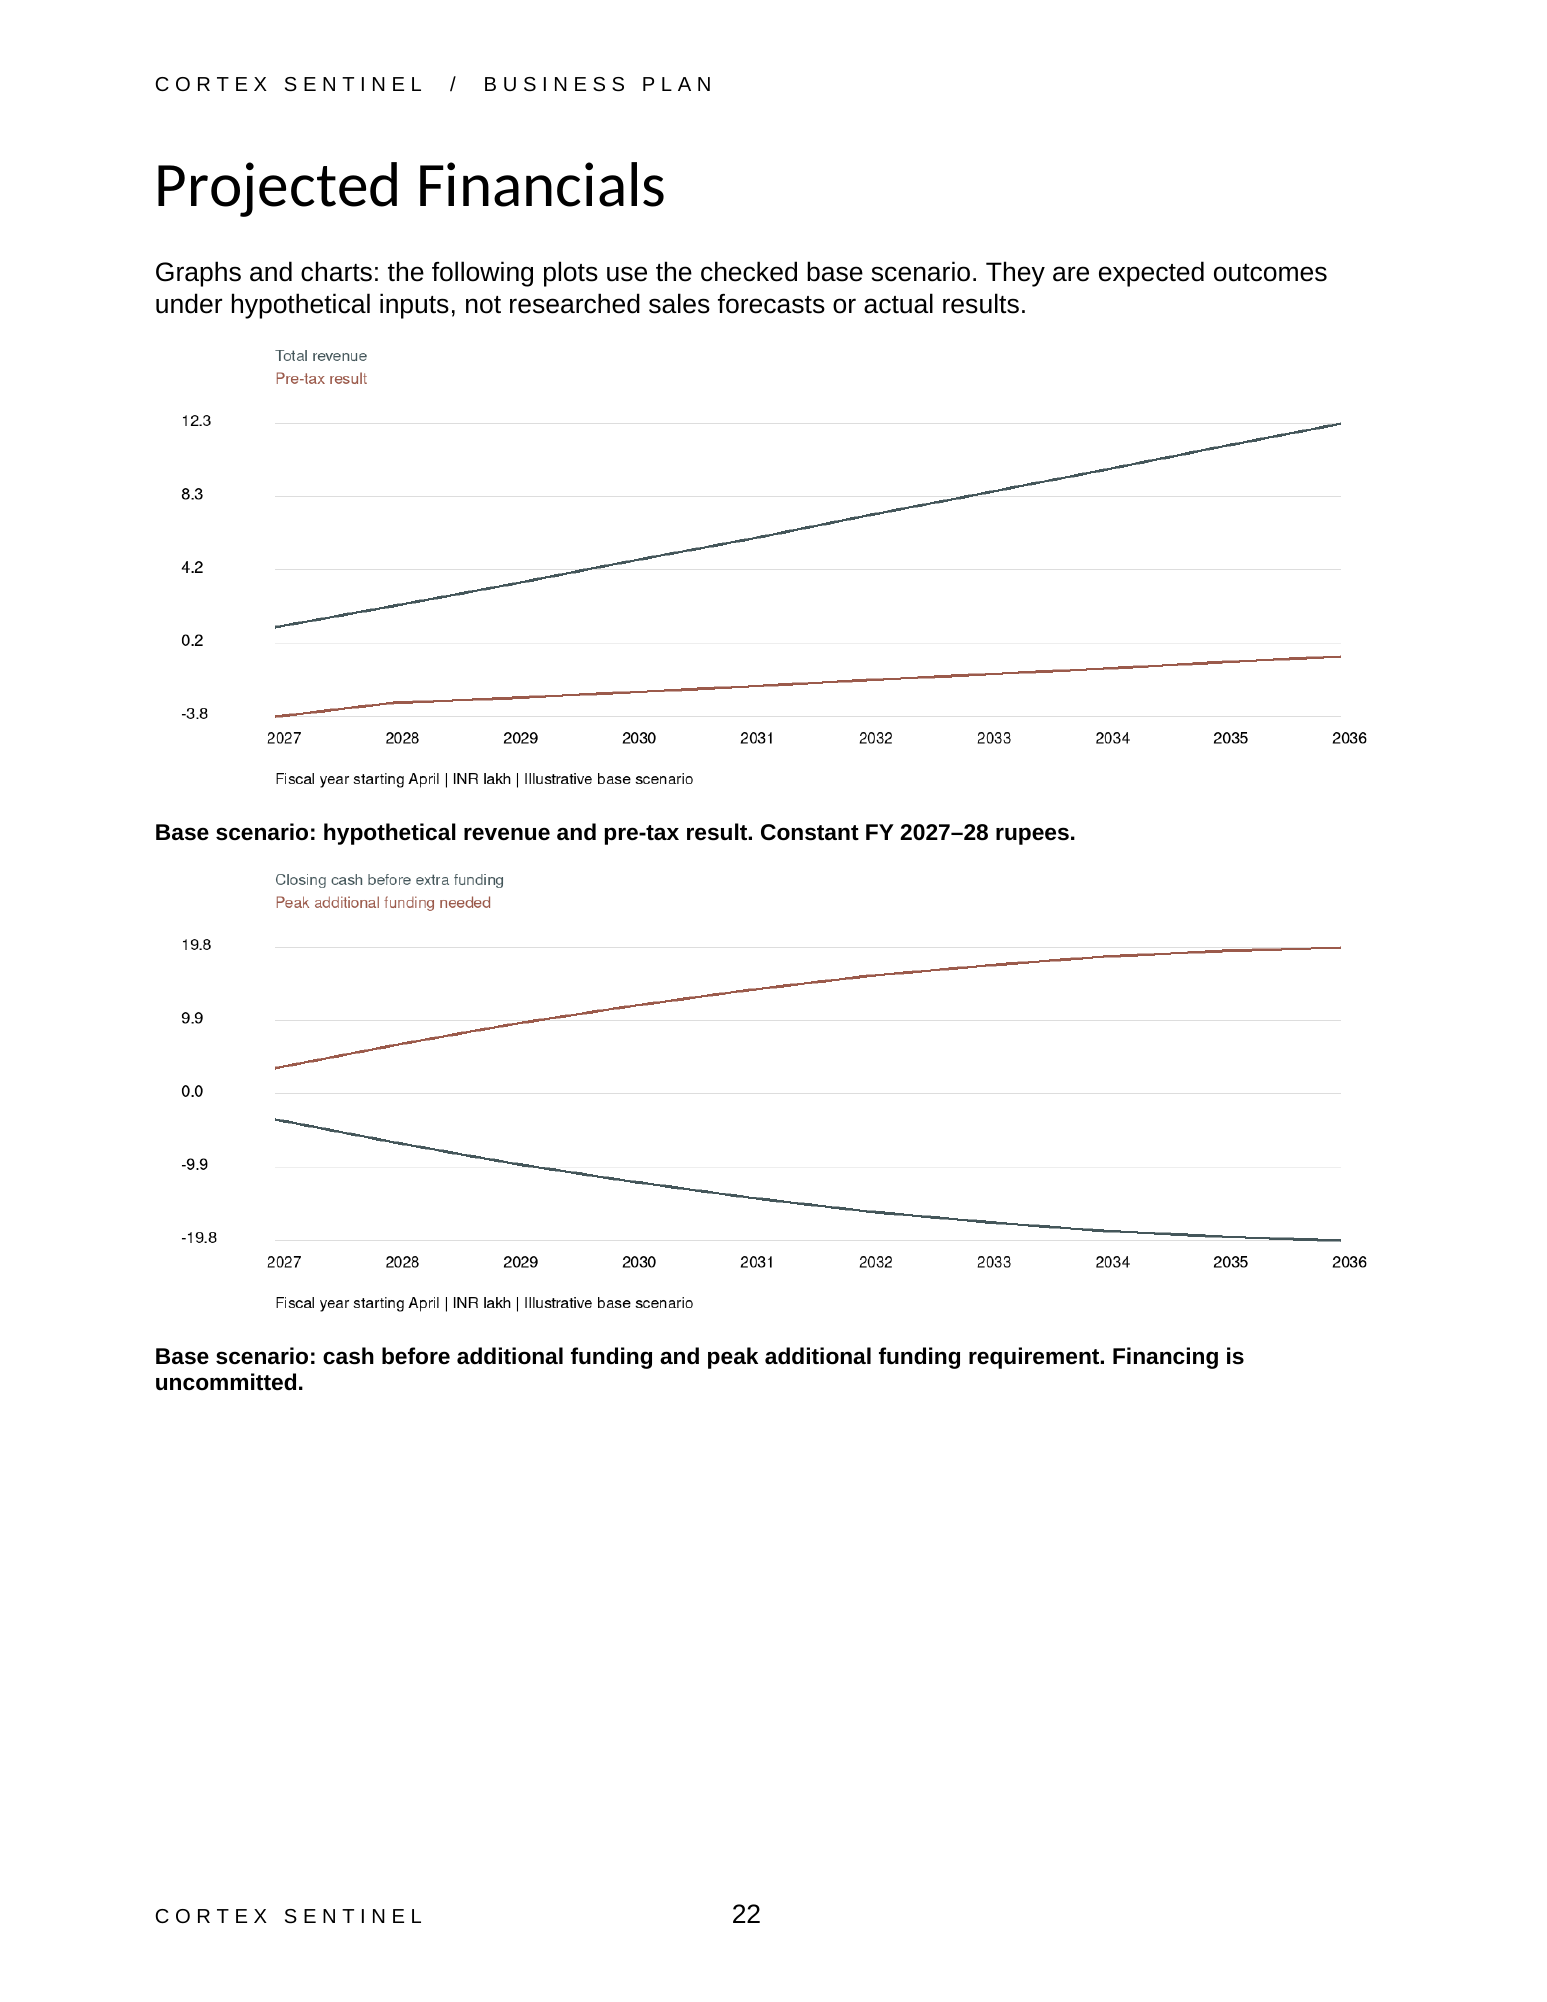 CORTEX SENTINEL / BUSINESS PLAN
Projected Financials
Graphs and charts: the following plots use the checked base scenario. They are expected outcomes
under hypothetical inputs, not researched sales forecasts or actual results.
Total revenue
Pre-tax result
12.3
8.3
4.2
0.2
-3.8
2027 2028 2029 2030 2031 2032 2033 2034 2035 2036
Fiscal year starting April | INR lakh | Illustrative base scenario
Base scenario: hypothetical revenue and pre-tax result. Constant FY 2027–28 rupees.
Closing cash before extra funding
Peak additional funding needed
19.8
9.9
0.0
-9.9
-19.8
2027 2028 2029 2030 2031 2032 2033 2034 2035 2036
Fiscal year starting April | INR lakh | Illustrative base scenario
Base scenario: cash before additional funding and peak additional funding requirement. Financing is
uncommitted.
CORTEX SENTINEL 22